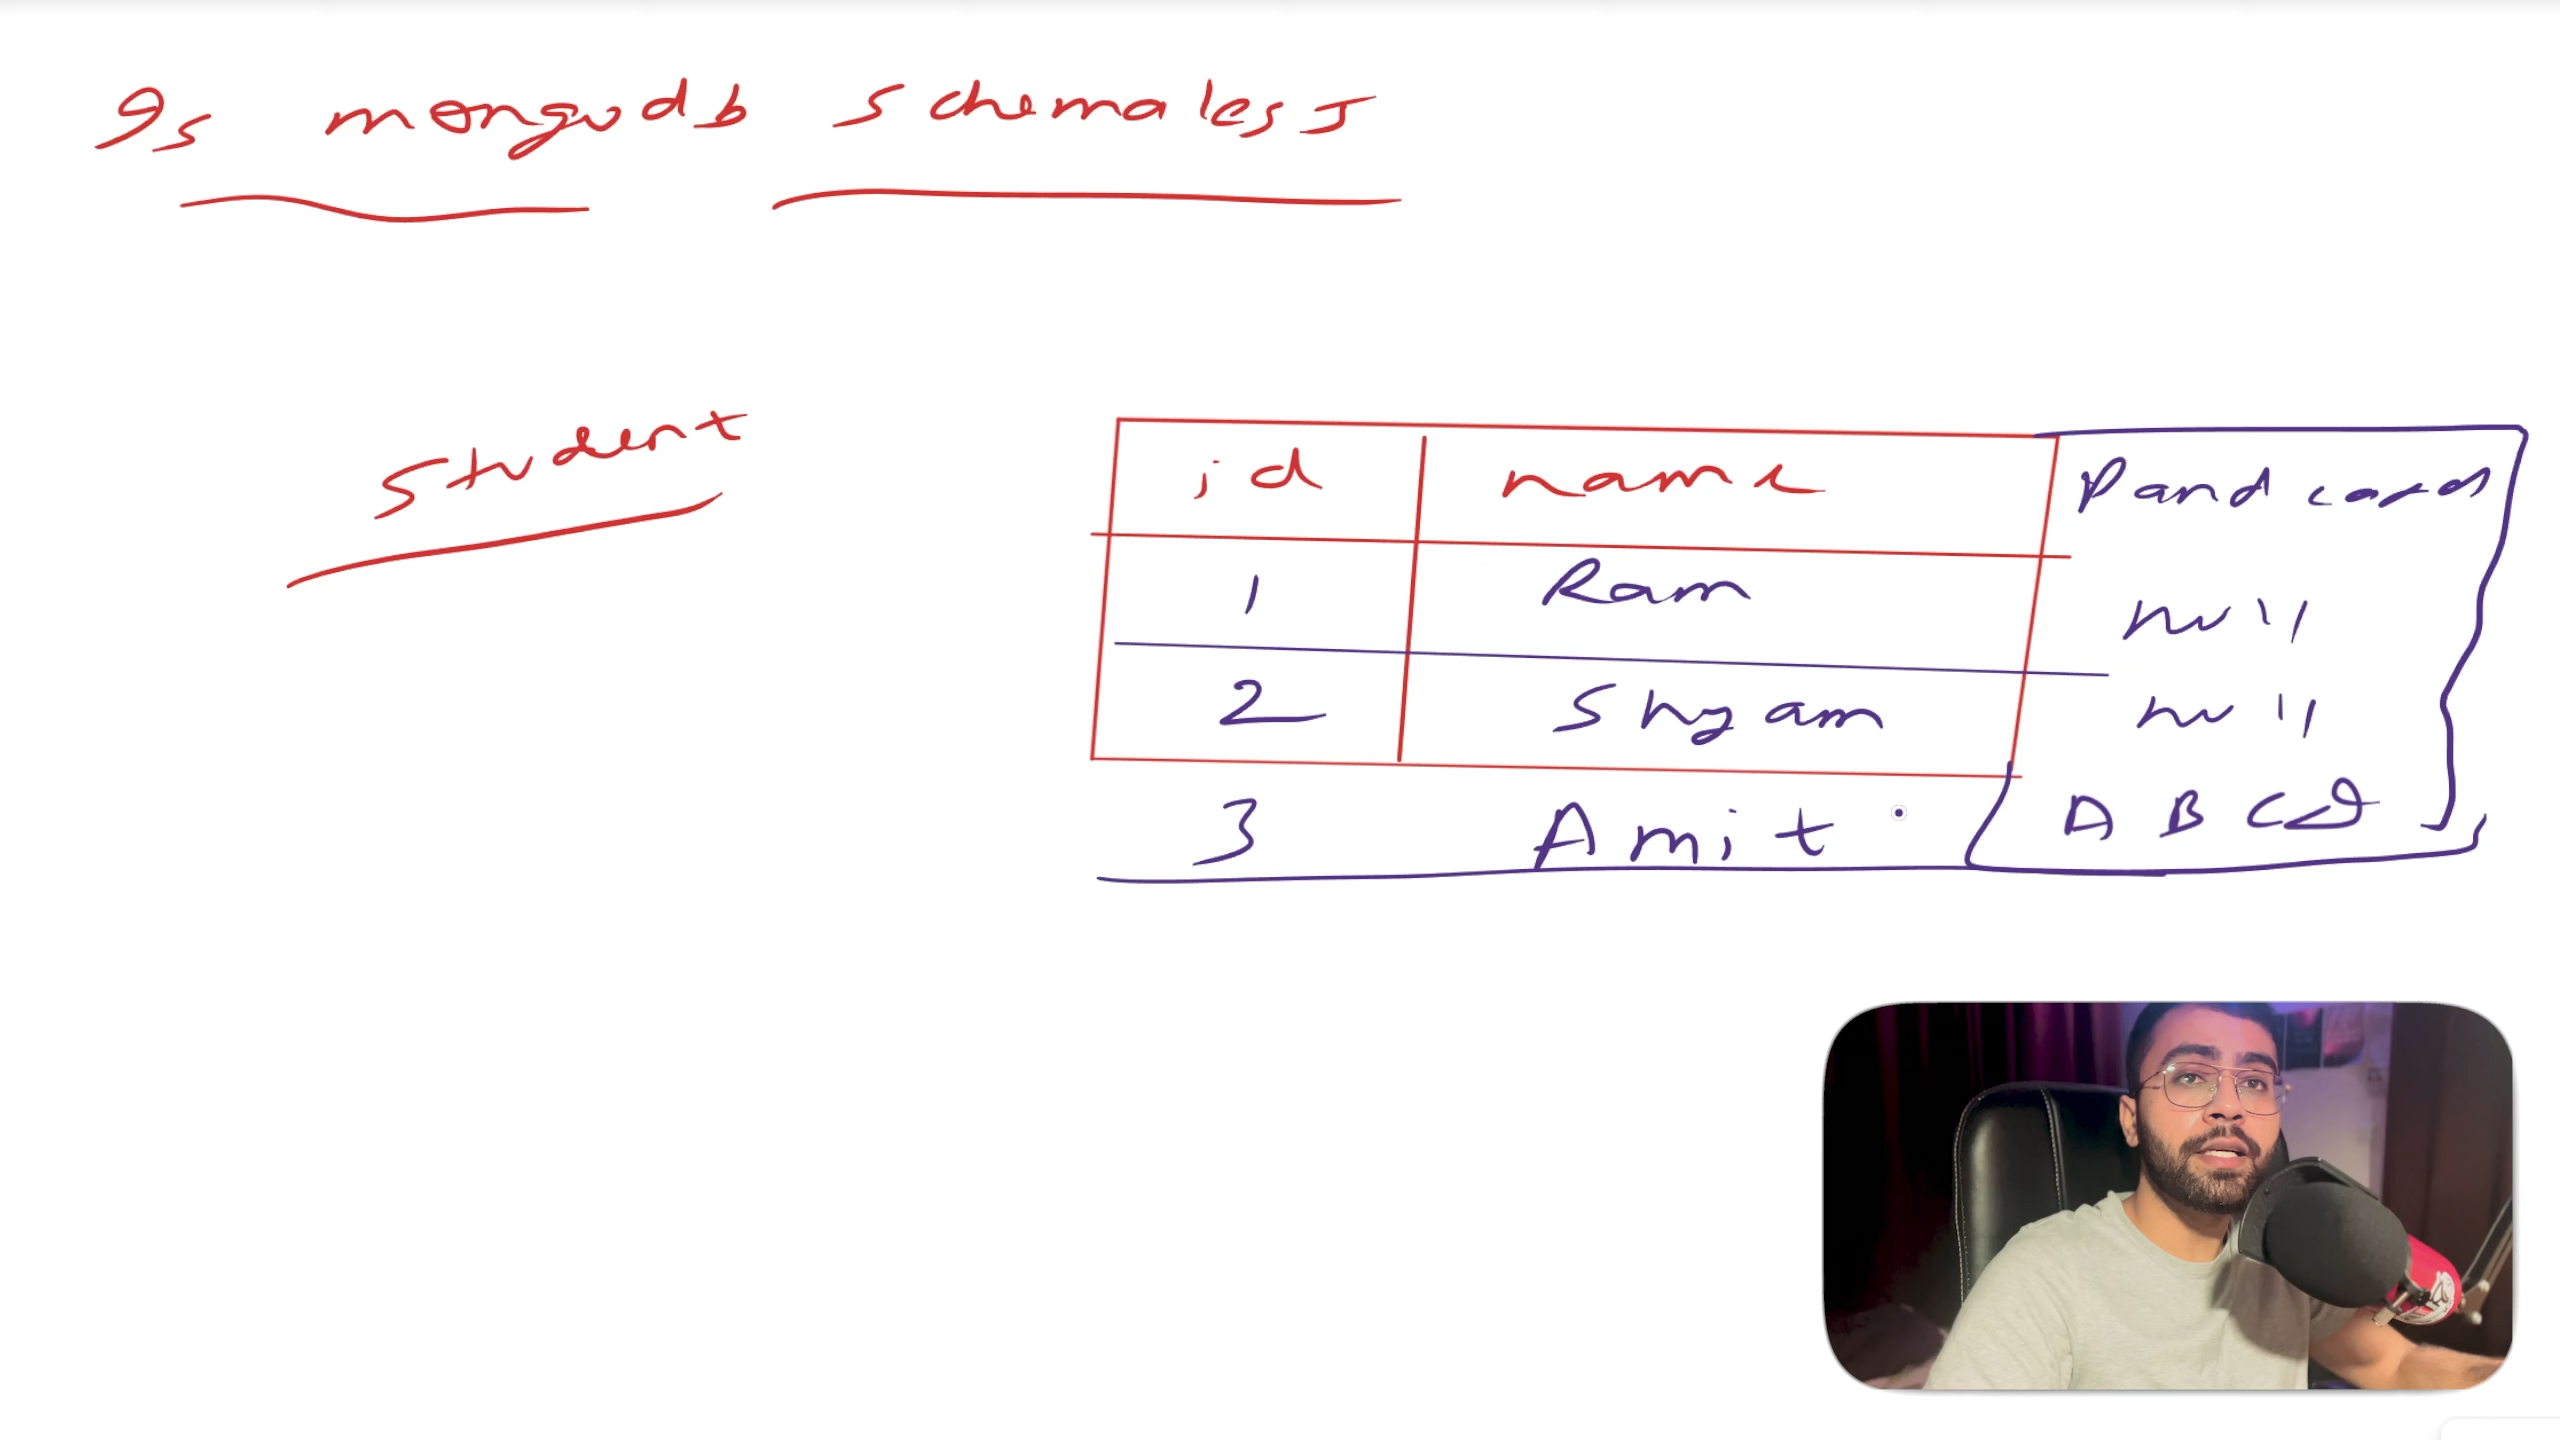 Is mongodb schemaless
Student
id name Pand card
1 Ram null
2 Shyam null
3 Amit ABCD